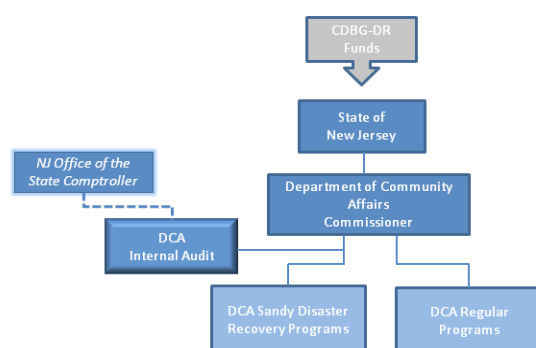 CDBG-DR
Funds
State of
New Jersey
NJ Office of the
State Comptroller
Department of Community
Affairs
Commissioner
DCA
Internal Audit
DCA Sandy Disaster
Recovery Programs
DCA Regular
Programs